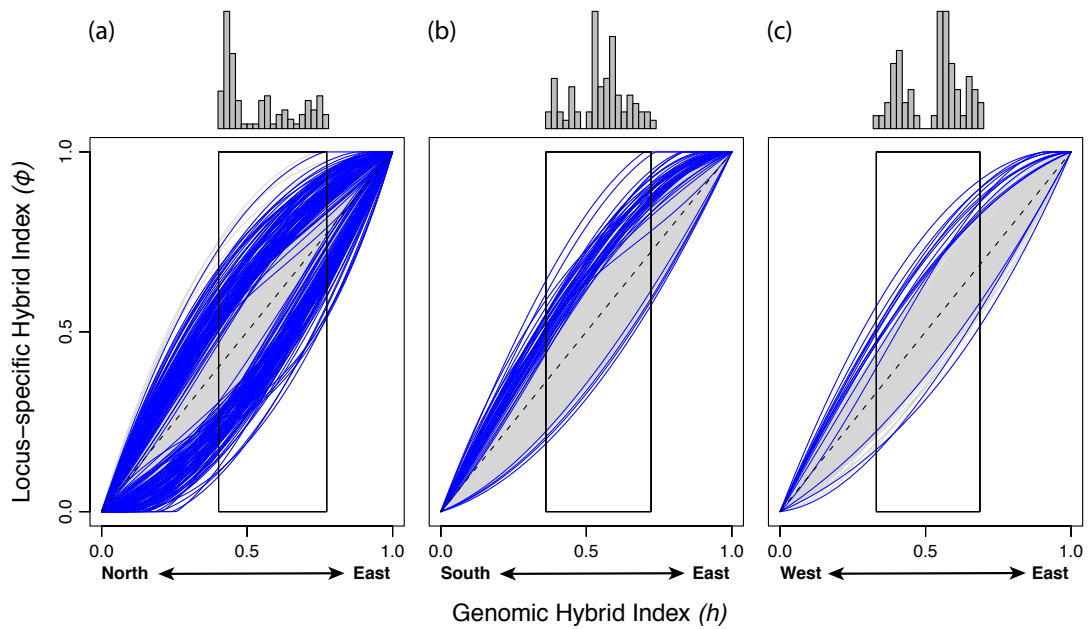 (a)
(b)
(c)
Locus–specific Hybrid Index (ϕ)
1.0
0.5
0.0
0.0 0.5 1.0
0.0 0.5 1.0
0.0 0.5 1.0
North East
South East
West East
Genomic Hybrid Index (h)